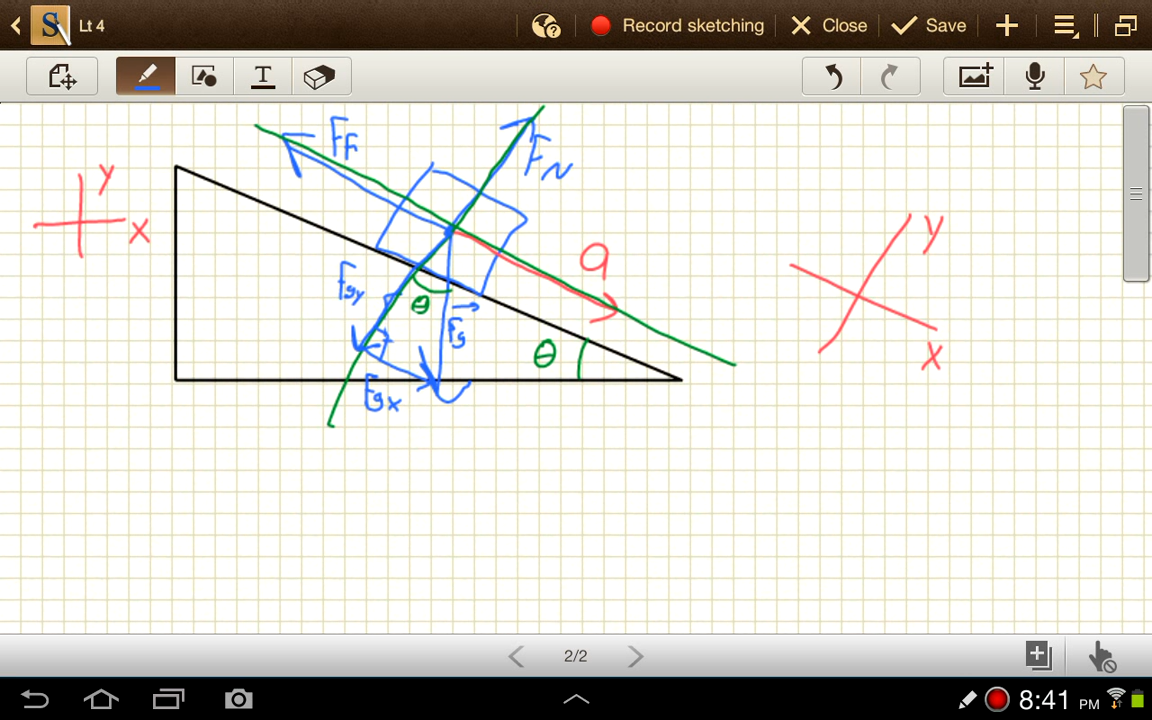 S Lt 4 Record sketching Close Save
T
F_F
F_N
y
x
a
y
x
F_gy
θ
F_g
θ
F_gx
2/2
8:41 PM